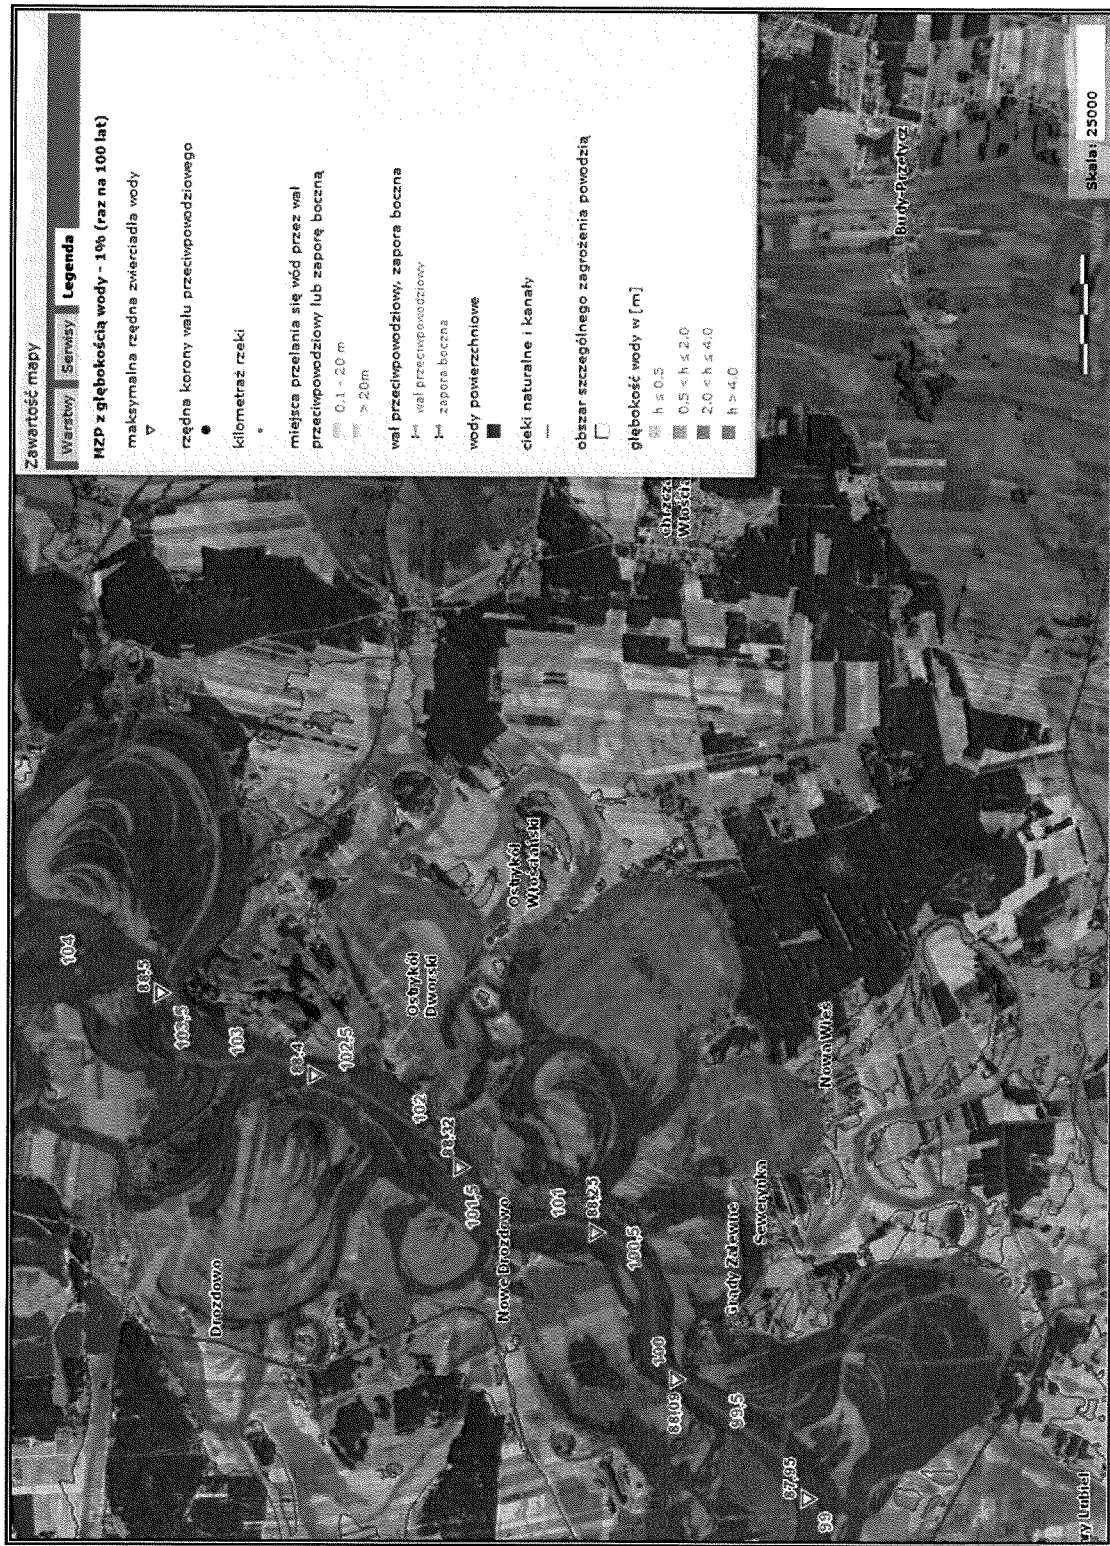 Zawartość mapy
Warstwy Serwisy Legenda
MZP z głębokością wody - 1% (raz na 100 lat)
maksymalna rzędna zwierciadła wody
rzędna korony wału przeciwpowodziowego
kilometraż rzeki
miejsca przelania się wód przez wał
przeciwpowodziowy lub zaporę boczną
0.1 - 20 m
> 20m
wał przeciwpowodziowy, zapora boczna
wał przeciwpowodziowy
zapora boczna
wody powierzchniowe
cieki naturalne i kanały
obszar szczególnego zagrożenia powodzią
głębokość wody w [m]
h ≤ 0.5
0.5 < h ≤ 2.0
2.0 < h ≤ 4.0
h > 4.0
104
88,5
103,5
103
88,4
102,5
102
88,32
101,5
101
88,25
100,5
100
88,09
99,5
87,95
99
Drozdowo
Nowe Drozdowo
Ostrykół
Dworski
Ostrykół
Włościański
Grądy Zalewne
Sewerynka
Nowa Wieś
Budy-Przetycz
Lubiel
Skala: 25000